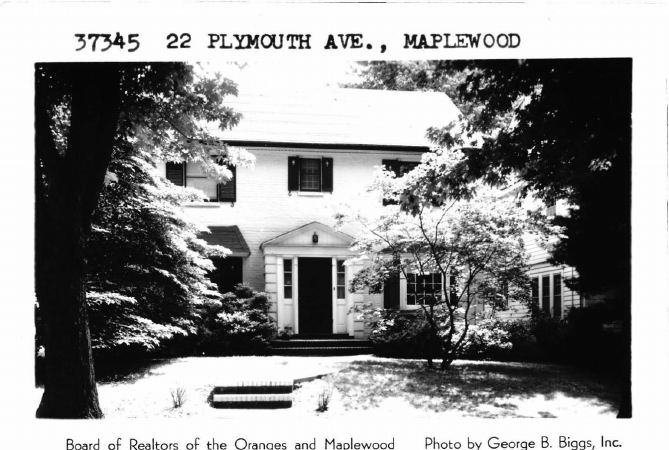 37345 22 PLYMOUTH AVE., MAPLEWOOD
Board of Realtors of the Oranges and Maplewood Photo by George B. Biggs, Inc.